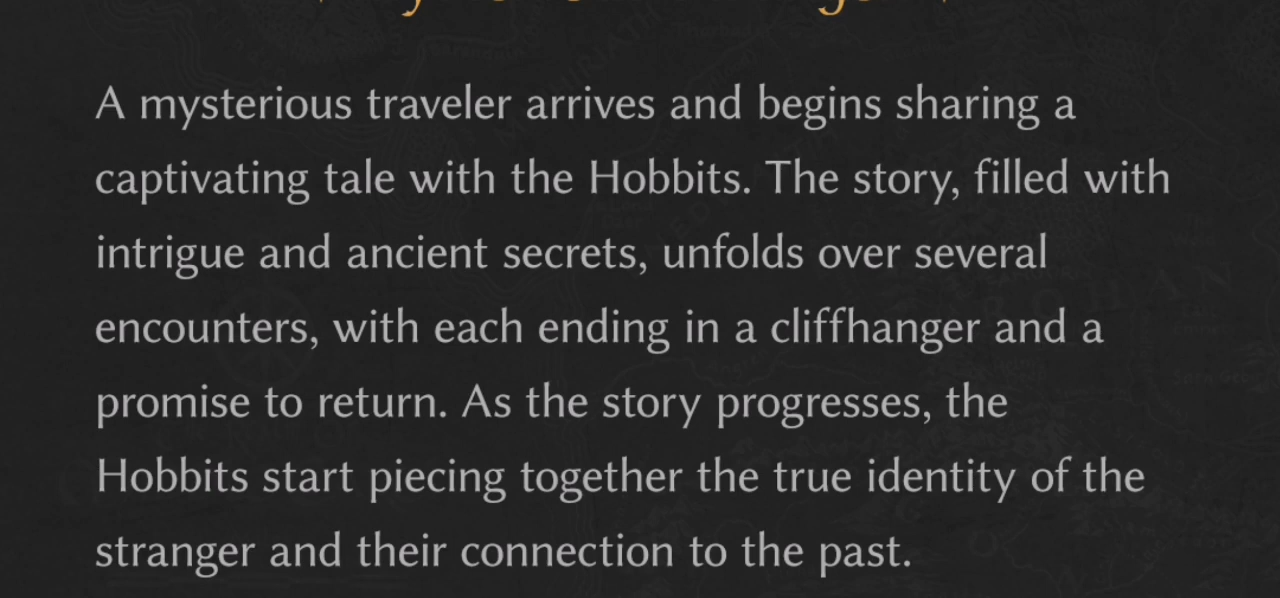 A mysterious traveler arrives and begins sharing a
captivating tale with the Hobbits. The story, filled with
intrigue and ancient secrets, unfolds over several
encounters, with each ending in a cliffhanger and a
promise to return. As the story progresses, the
Hobbits start piecing together the true identity of the
stranger and their connection to the past.